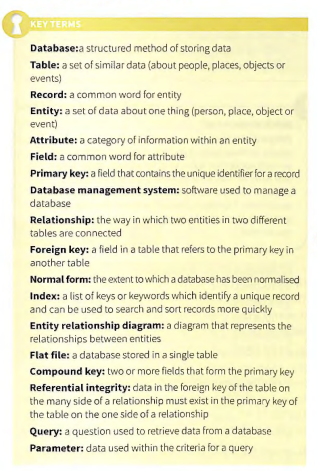 KEY TERMS
Database:a structured method of storing data
Table: a set of similar data (about people, places, objects or
events)
Record: a common word for entity
Entity: a set of data about one thing (person, place, object or
event)
Attribute: a category of information within an entity
Field: a common word for attribute
Primary key: a field that contains the unique identifier for a record
Database management system: software used to manage a
database
Relationship: the way in which two entities in two different
tables are connected
Foreign key: a field in a table that refers to the primary key in
another table
Normal form: the extent to which a database has been normalised
Index: a list of keys or keywords which identify a unique record
and can be used to search and sort records more quickly
Entity relationship diagram: a diagram that represents the
relationships between entities
Flat file: a database stored in a single table
Compound key: two or more fields that form the primary key
Referential integrity: data in the foreign key of the table on
the many side of a relationship must exist in the primary key of
the table on the one side of a relationship
Query: a question used to retrieve data from a database
Parameter: data used within the criteria for a query